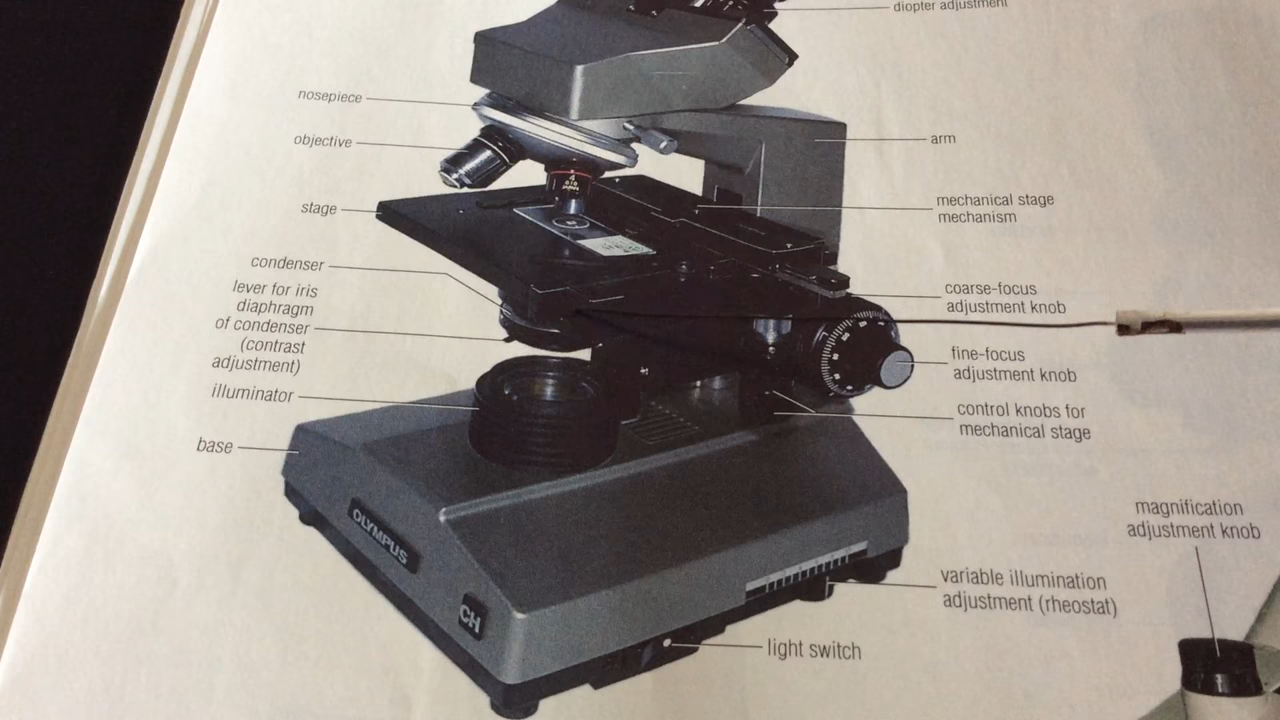 diopter adjustment
nosepiece
objective
arm
stage
mechanical stage
mechanism
condenser
coarse-focus
adjustment knob
lever for iris
diaphragm
of condenser
(contrast
adjustment)
fine-focus
adjustment knob
illuminator
control knobs for
mechanical stage
base
OLYMPUS
CH
magnification
adjustment knob
variable illumination
adjustment (rheostat)
light switch